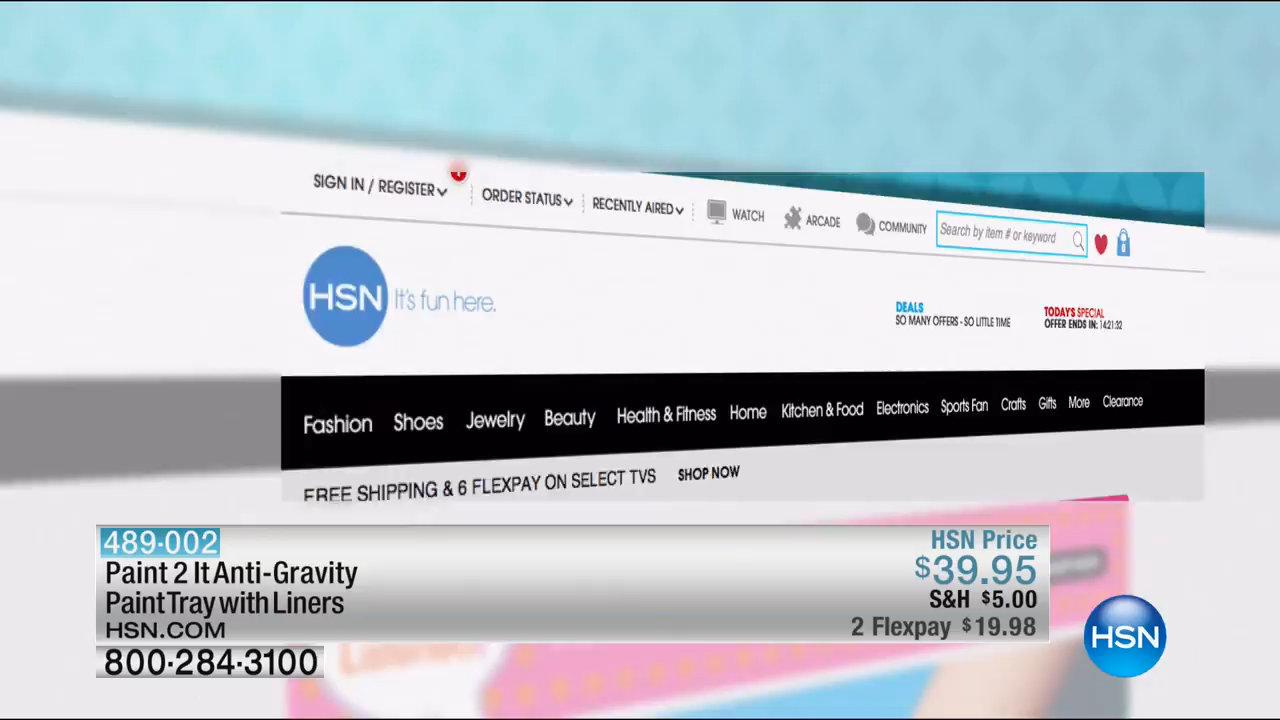 SIGN IN / REGISTER
ORDER STATUS
RECENTLY AIRED
WATCH
ARCADE
COMMUNITY
Search by item # or keyword
HSN It's fun here.
DEALS
SO MANY OFFERS - SO LITTLE TIME
TODAY'S SPECIAL
OFFER ENDS IN: 14:21:32
Fashion Shoes Jewelry Beauty Health & Fitness Home Kitchen & Food Electronics Sports Fan Crafts Gifts More Clearance
FREE SHIPPING & 6 FLEXPAY ON SELECT TVS SHOP NOW
489-002
Paint 2 It Anti-Gravity
Paint Tray with Liners
HSN.COM
800·284·3100
HSN Price
$39.95
S&H $5.00
2 Flexpay $19.98
HSN